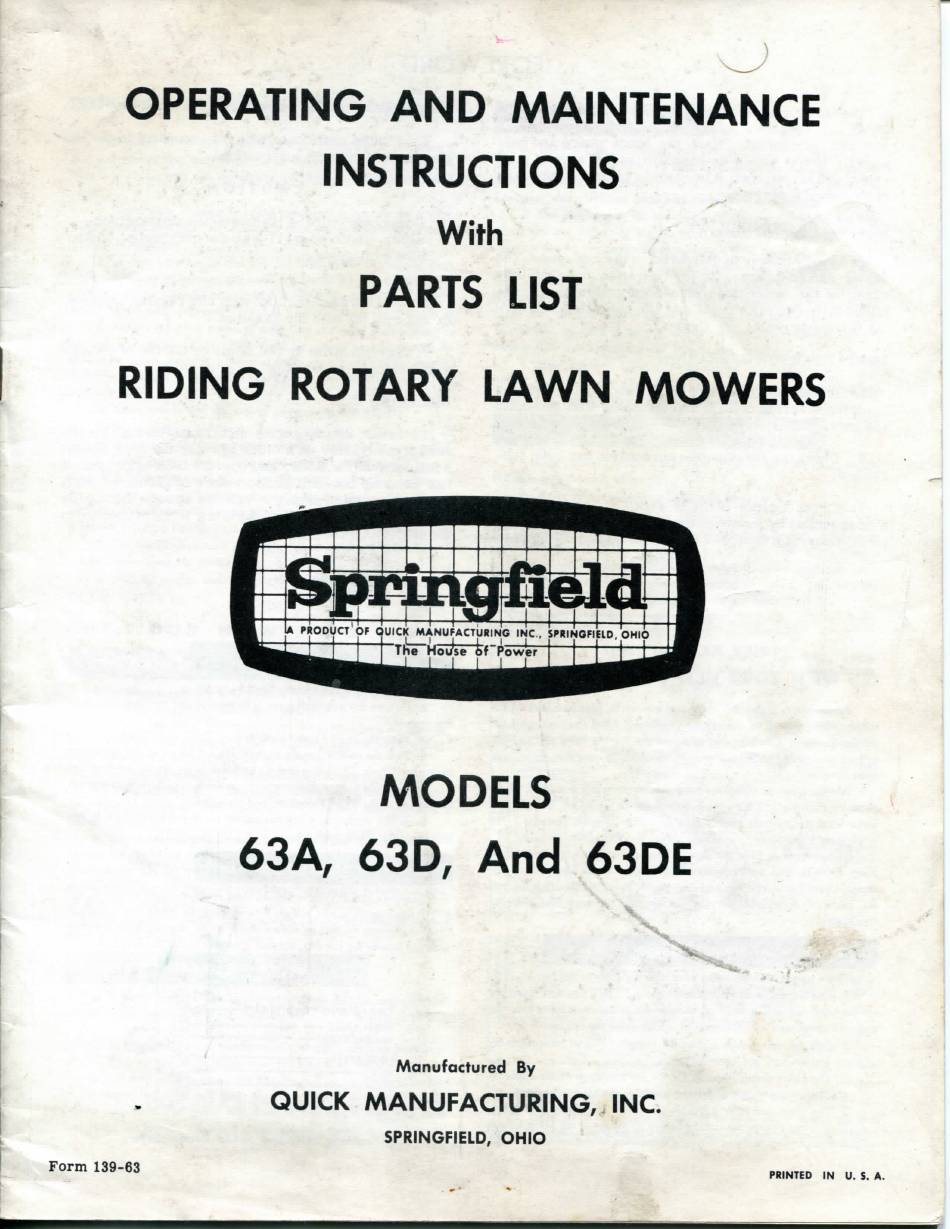 OPERATING AND MAINTENANCE
INSTRUCTIONS
With
PARTS LIST
RIDING ROTARY LAWN MOWERS
Springfield
A PRODUCT OF QUICK MANUFACTURING INC., SPRINGFIELD, OHIO
The House of Power
MODELS
63A, 63D, And 63DE
Manufactured By
QUICK MANUFACTURING, INC.
SPRINGFIELD, OHIO
Form 139-63
PRINTED IN U. S. A.